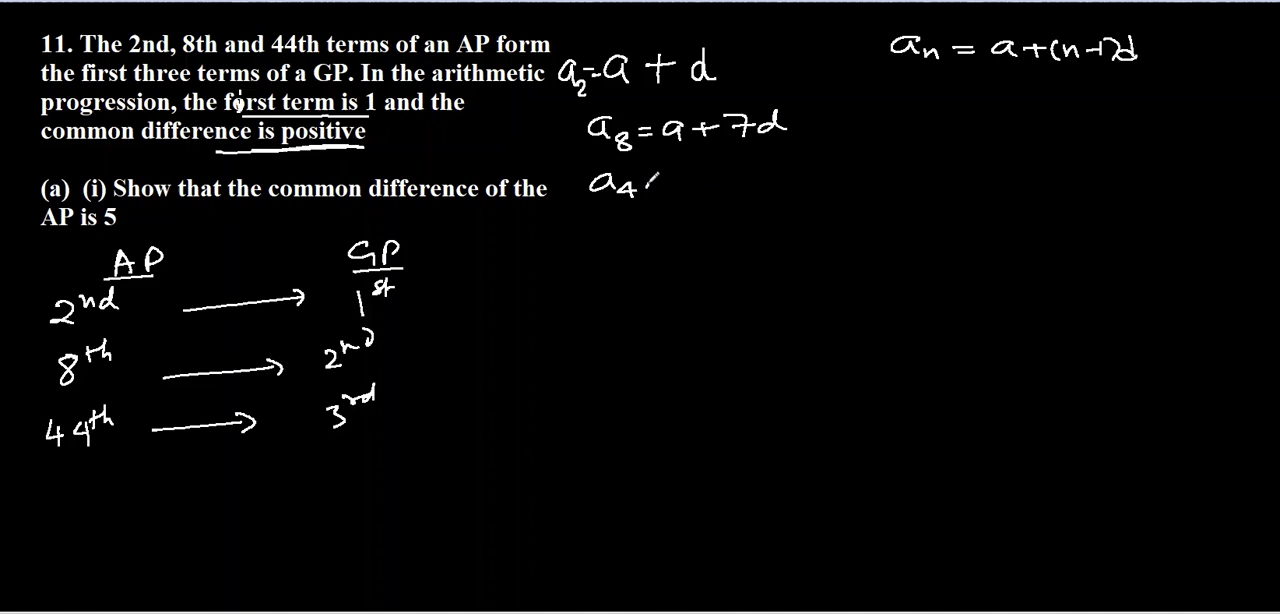 11. The 2nd, 8th and 44th terms of an AP form
the first three terms of a GP. In the arithmetic
progression, the first term is 1 and the
common difference is positive
(a) (i) Show that the common difference of the
AP is 5
AP GP
2nd → 1st
8th → 2nd
44th → 3rd
a₂=a + d
a₈ = a + 7d
a₄
aₙ = a+(n-1)d